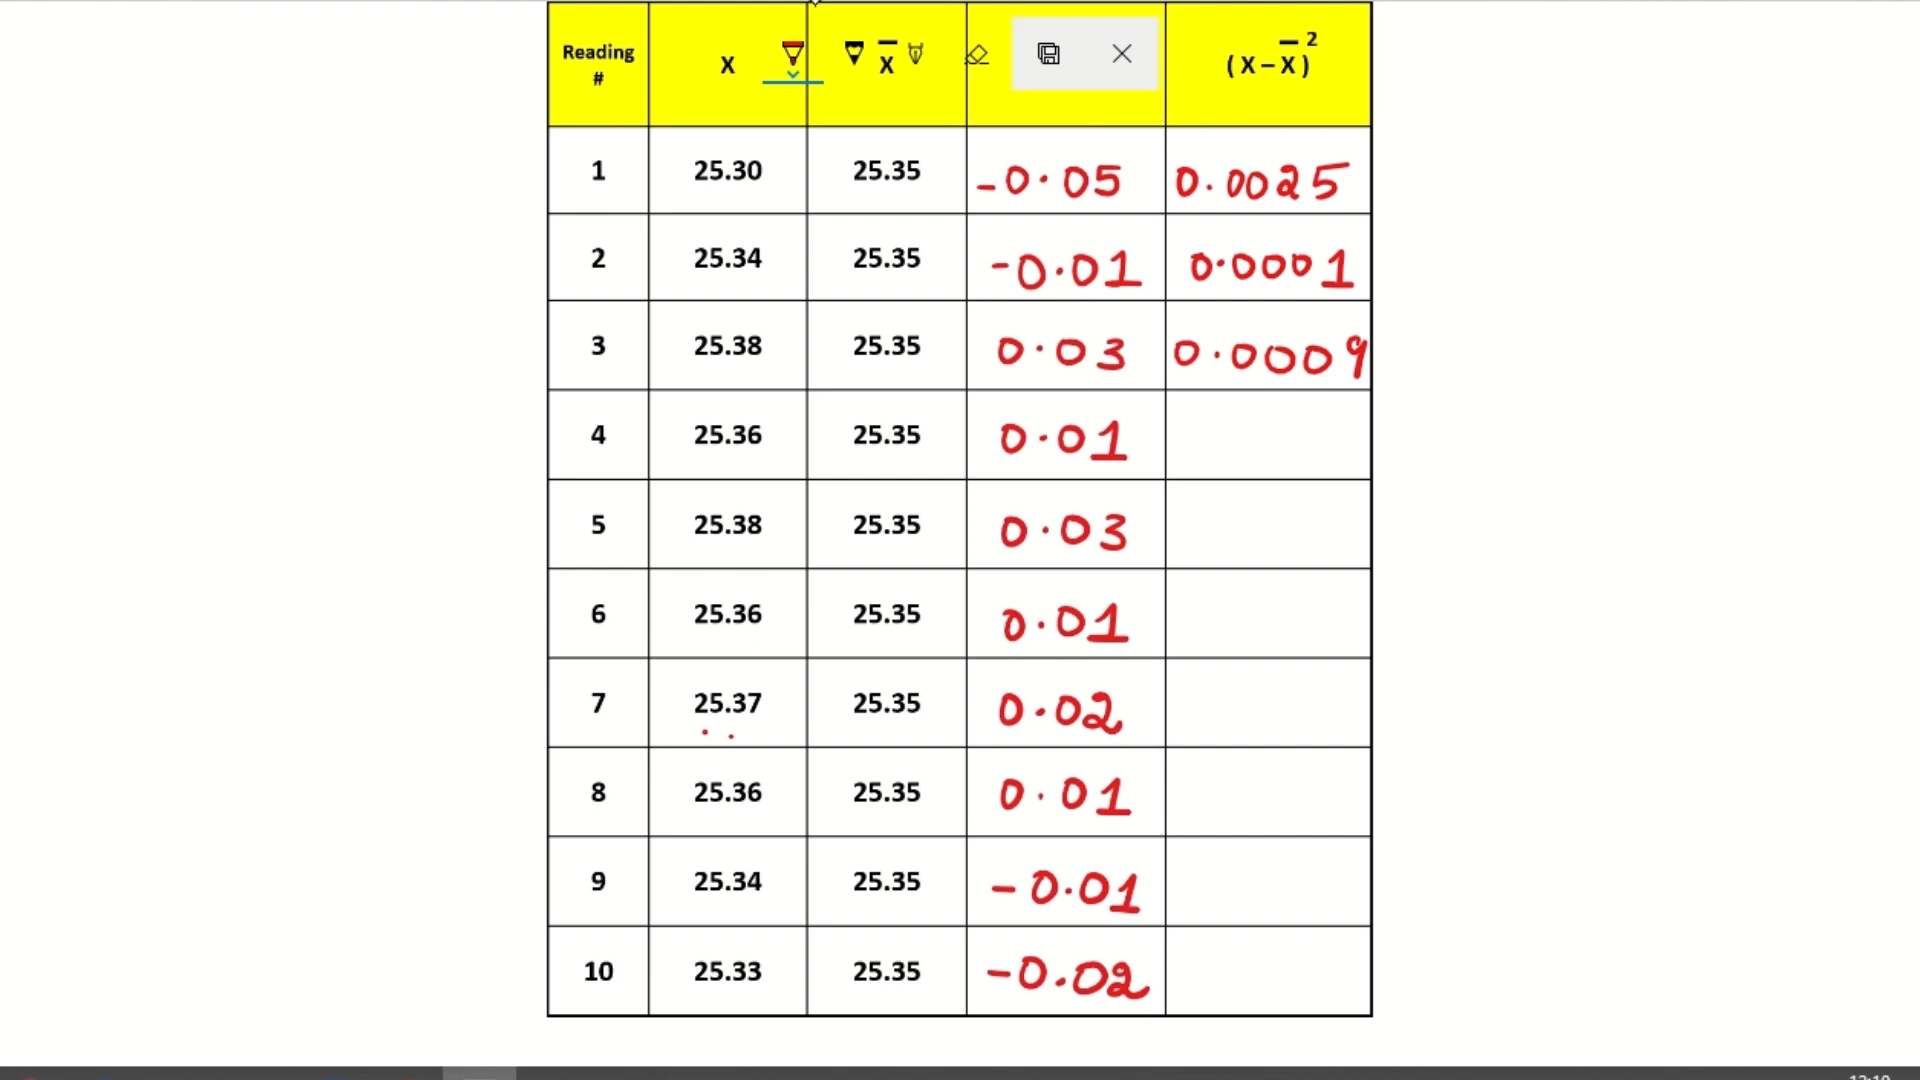 Reading # X X̄ (X – X̄)²
1 25.30 25.35 -0.05 0.0025
2 25.34 25.35 -0.01 0.0001
3 25.38 25.35 0.03 0.0009
4 25.36 25.35 0.01
5 25.38 25.35 0.03
6 25.36 25.35 0.01
7 25.37 25.35 0.02
8 25.36 25.35 0.01
9 25.34 25.35 -0.01
10 25.33 25.35 -0.02